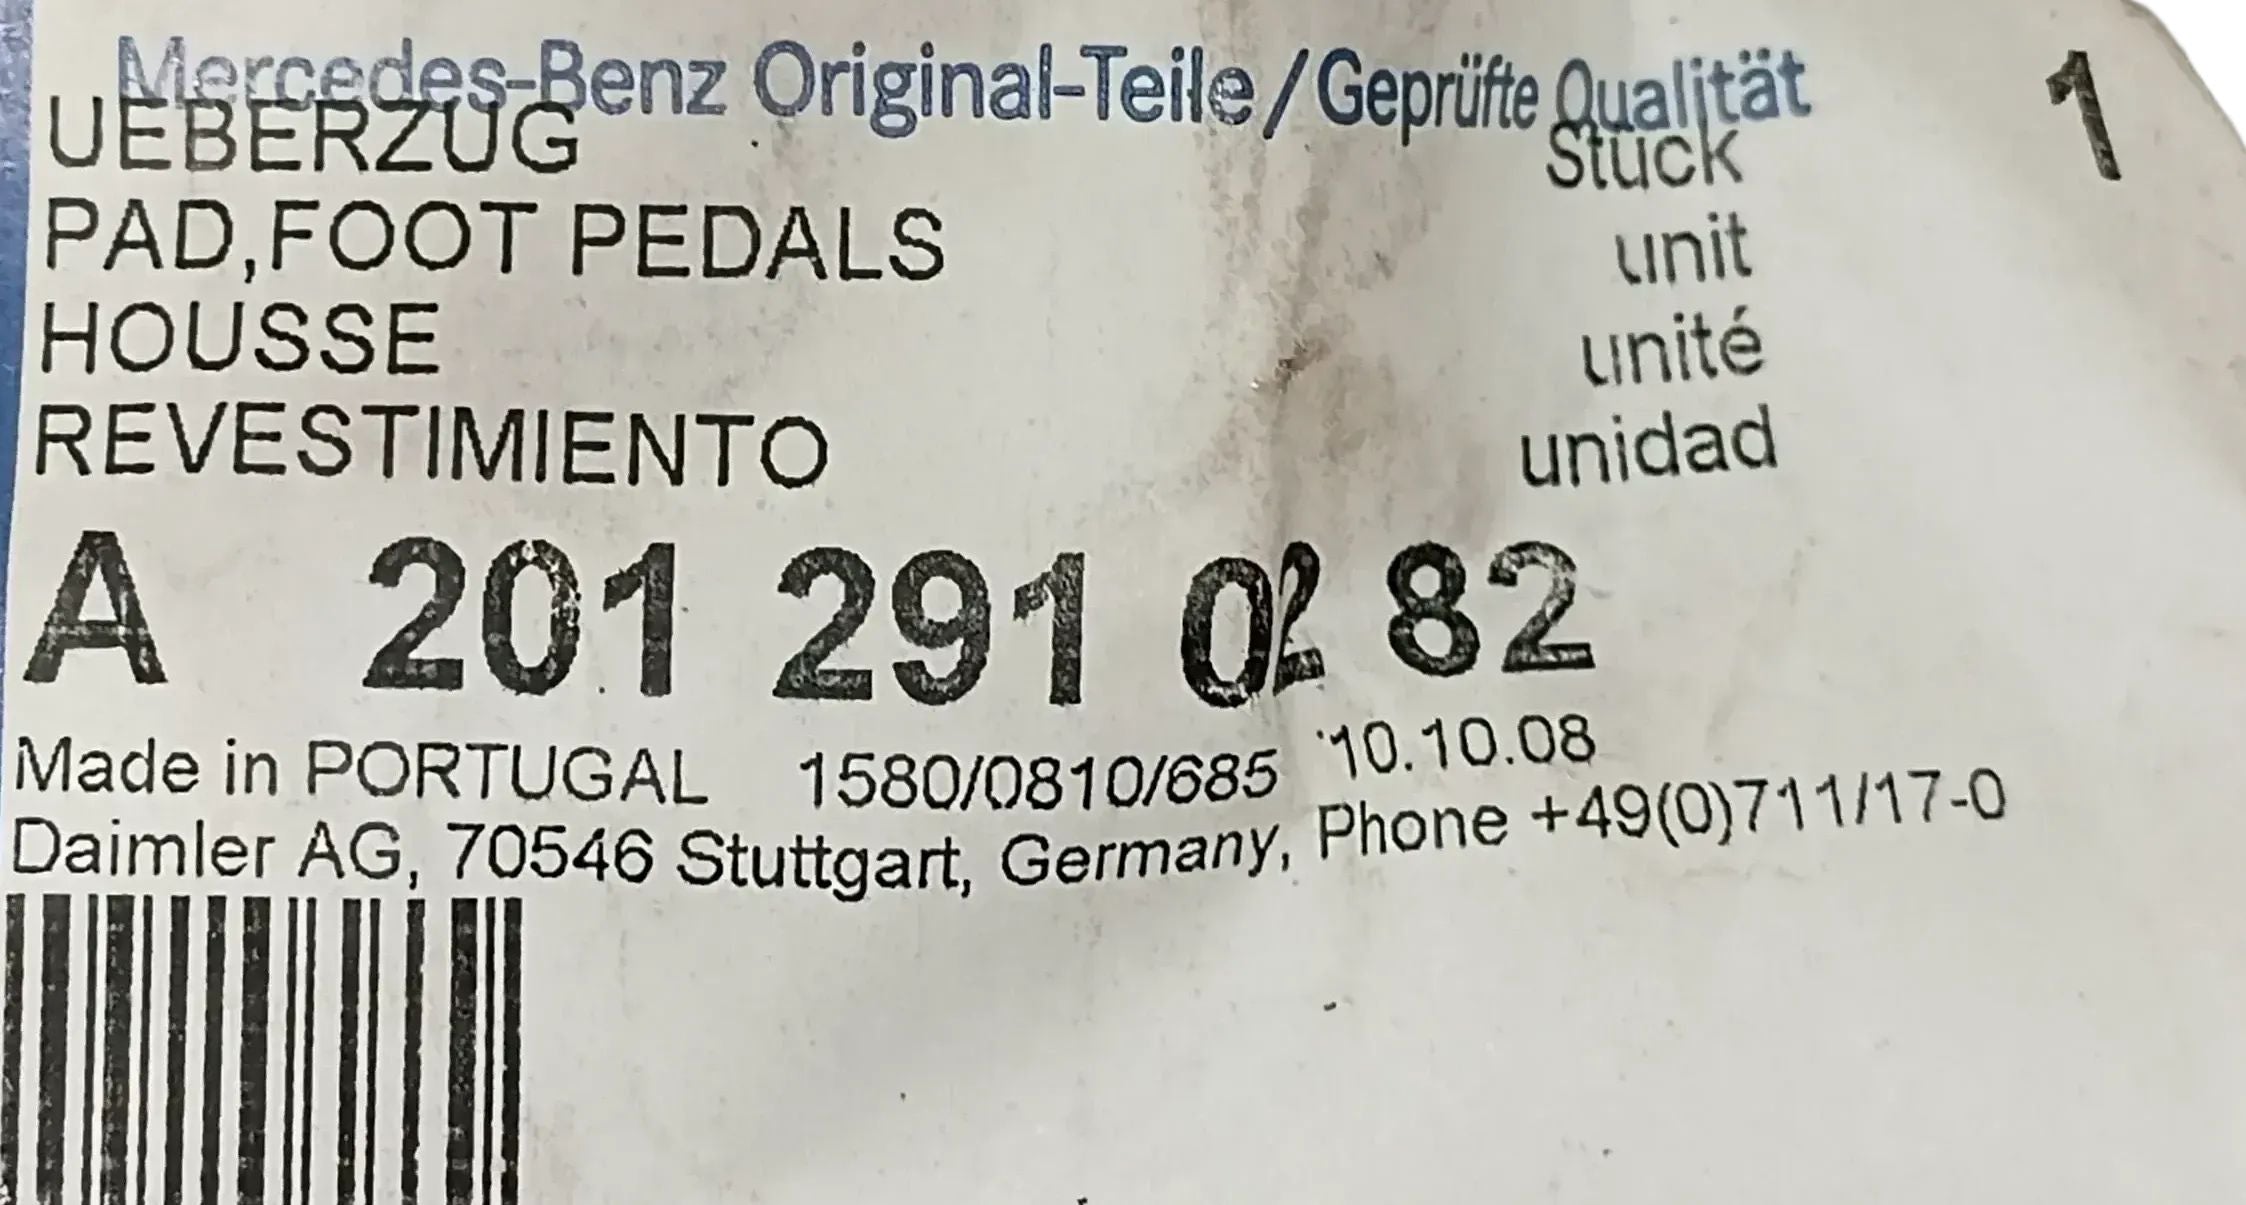 Mercedes-Benz Original-Teile/Geprüfte Qualität
UEBERZUG Stück 1
PAD,FOOT PEDALS unit
HOUSSE unité
REVESTIMIENTO unidad
A 201 291 02 82
Made in PORTUGAL 1580/0810/685 10.10.08
Daimler AG, 70546 Stuttgart, Germany, Phone +49(0)711/17-0